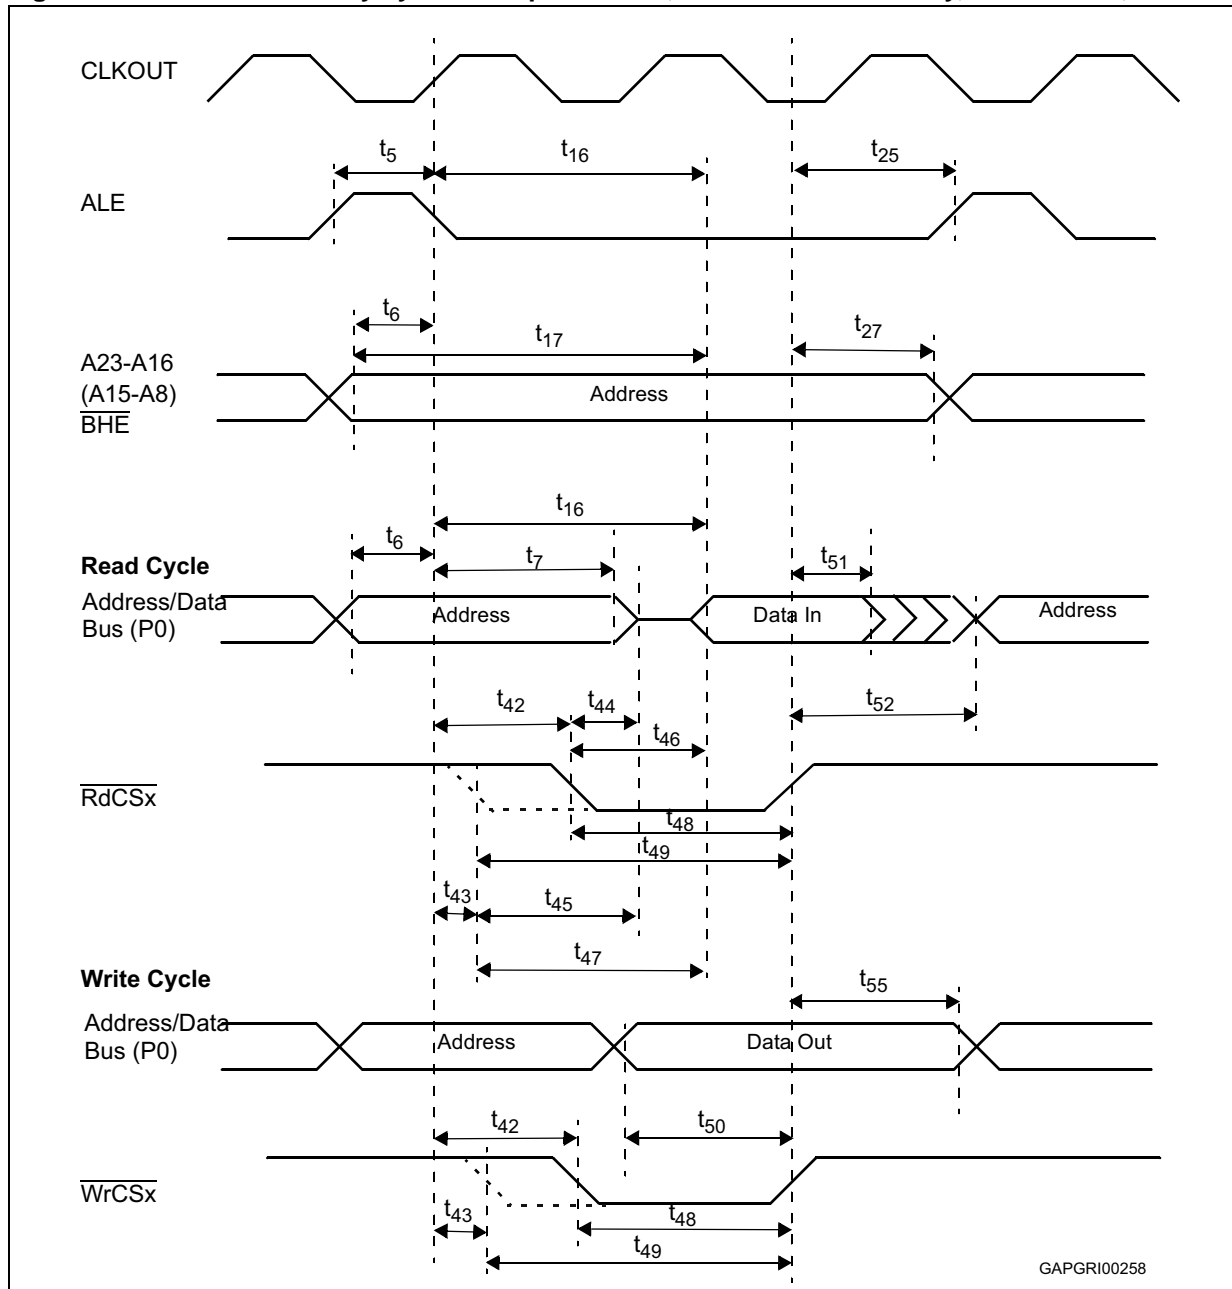 CLKOUT
t5 t16 t25
ALE
t6 t17 t27
A23-A16
(A15-A8)
BHE
Address
t16
t6 t7 t51
Read Cycle
Address/Data
Bus (P0)
Address Data In Address
t42 t44 t52
t46
RdCSx
t48
t49
t43 t45
t47
Write Cycle
t55
Address/Data
Bus (P0)
Address Data Out
t42 t50
WrCSx
t43 t48
t49
GAPGRI00258